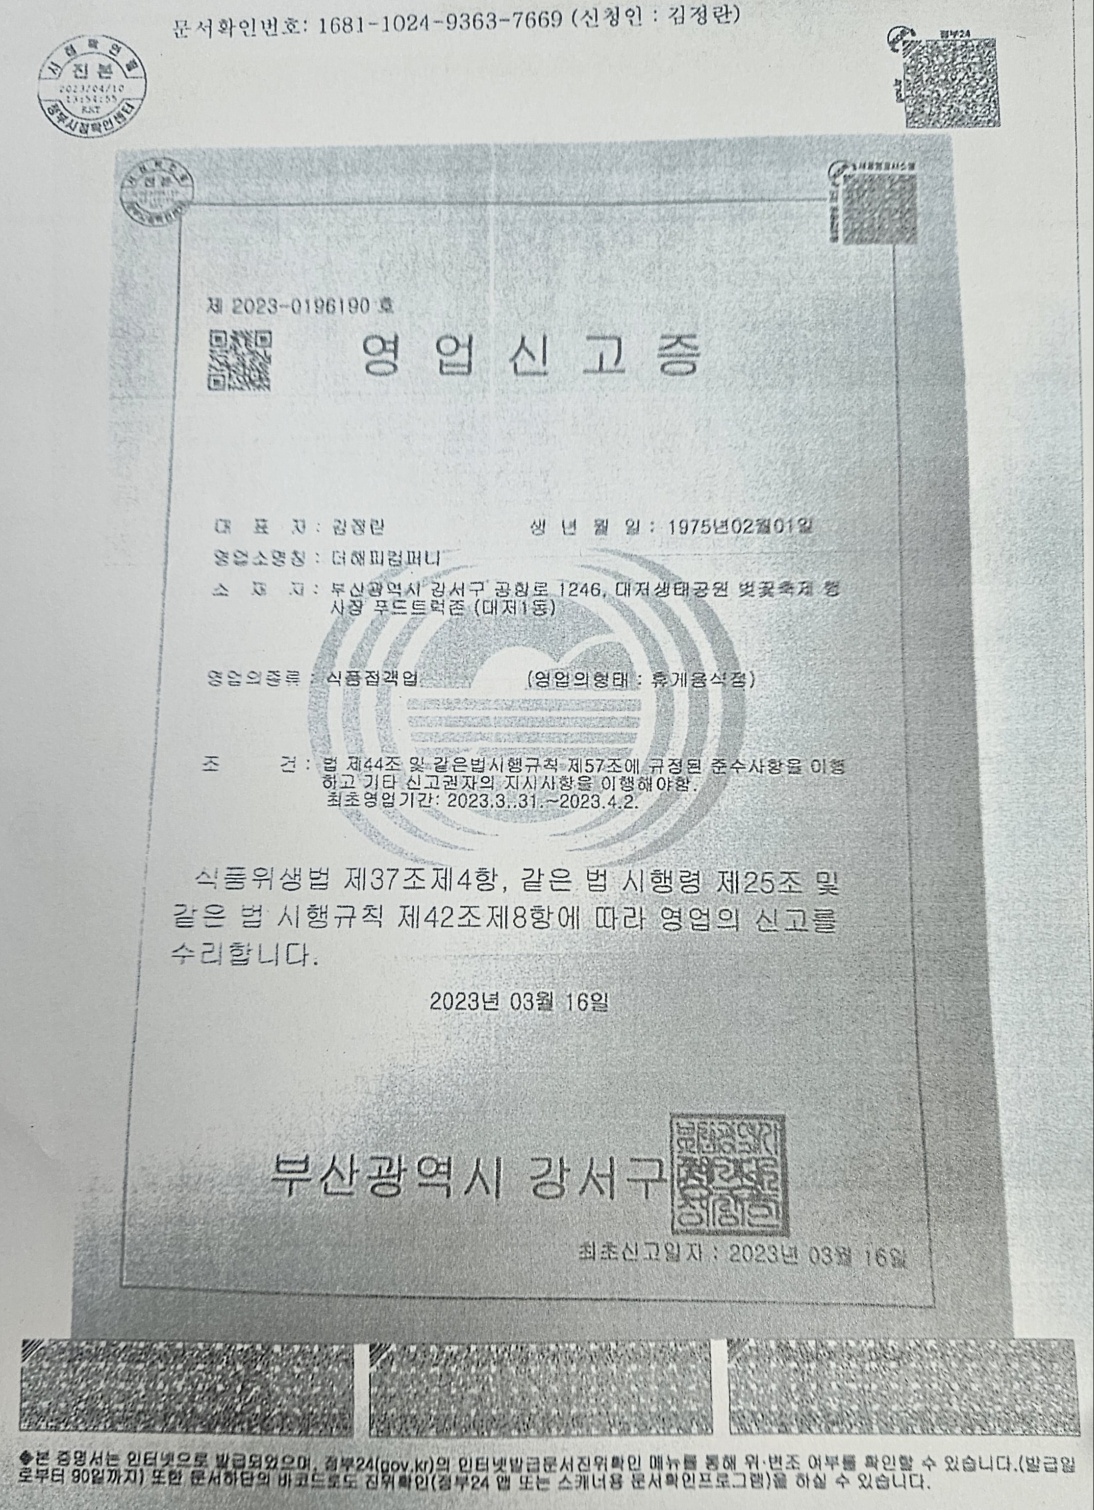 문서확인번호: 1681-1024-9363-7669 (신청인 : 김정란)
시점확인필
진본
2023/04/10
13:54:55
KST
정부시점확인센터
정부24
진본
제 2023-0196190 호
영업신고증
대 표 자 : 김정란 생 년 월 일 : 1975년02월01일
영업소명칭 : 더해피컴퍼니
소 재 지 : 부산광역시 강서구 공항로 1246, 대저생태공원 벚꽃축제 행
사장 푸드트럭존 (대저1동)
영업의종류 : 식품접객업 (영업의형태 : 휴게음식점)
조 건 : 법 제44조 및 같은법시행규칙 제57조에 규정된 준수사항을 이행
하고 기타 신고권자의 지시사항을 이행해야함.
최초영업기간: 2023.3..31.~2023.4.2.
식품위생법 제37조제4항, 같은 법 시행령 제25조 및
같은 법 시행규칙 제42조제8항에 따라 영업의 신고를
수리합니다.
2023년 03월 16일
부산광역시 강서구
최초신고일자 : 2023년 03월 16일
◆본 증명서는 인터넷으로 발급되었으며, 정부24(gov.kr)의 인터넷발급문서진위확인 메뉴를 통해 위·변조 여부를 확인할 수 있습니다.(발급일
로부터 90일까지) 또한 문서하단의 바코드로도 진위확인(정부24 앱 또는 스캐너용 문서확인프로그램)을 하실 수 있습니다.